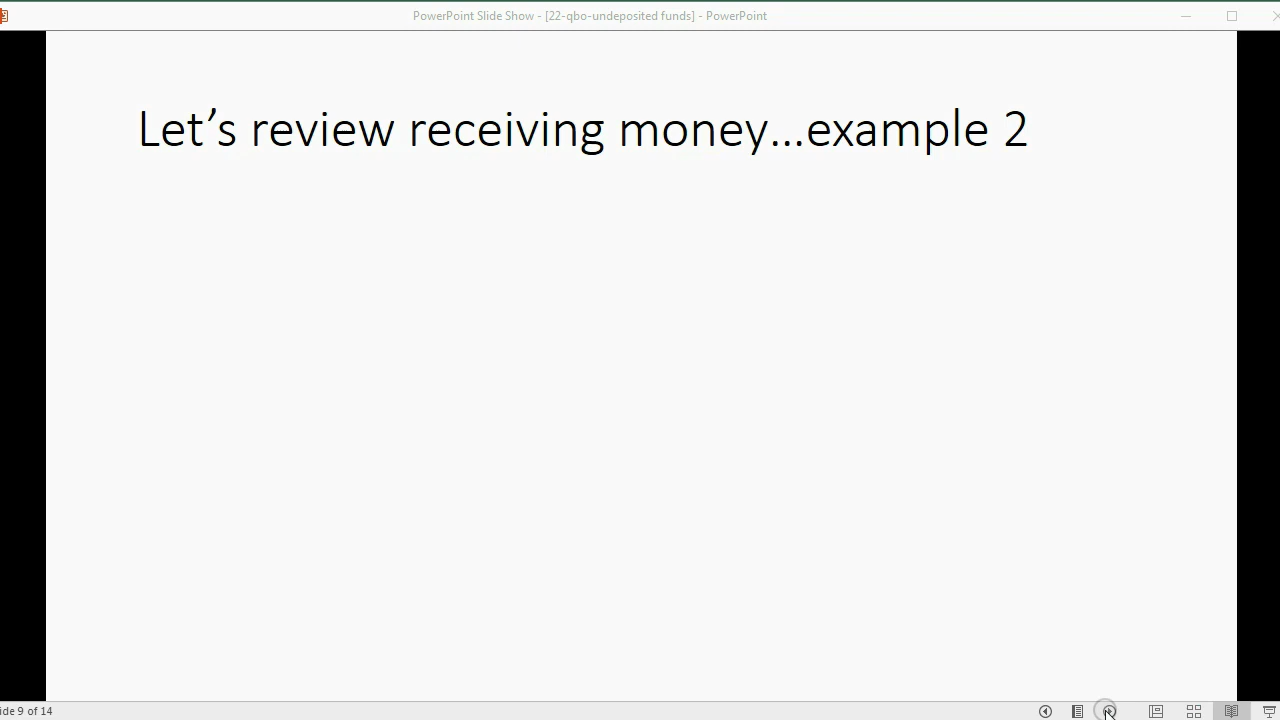 PowerPoint Slide Show - [22-qbo-undeposited funds] - PowerPoint
Let’s review receiving money...example 2
ide 9 of 14